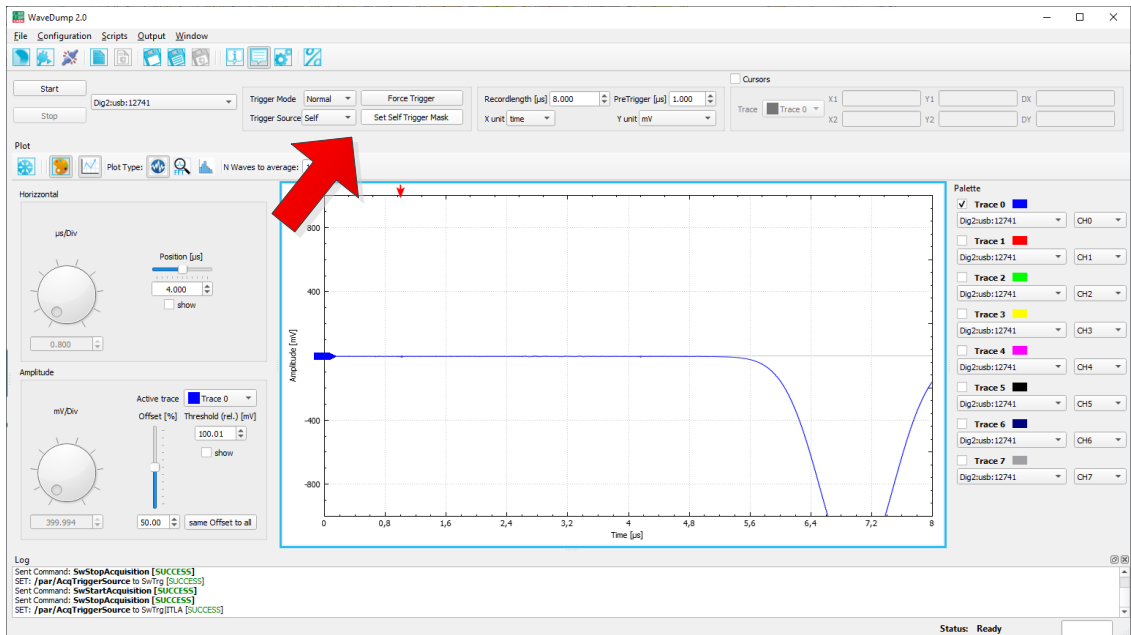 WaveDump 2.0
File Configuration Scripts Output Window
Start
Stop
Dig2:usb:12741
Trigger Mode Normal Force Trigger
Trigger Source Self Set Self Trigger Mask
Recordlength [µs] 8.000 PreTrigger [µs] 1.000
X unit time Y unit mV
Cursors
Trace Trace 0 X1 Y1 DX
X2 Y2 DY
Plot
Plot Type: FFT N Waves to average:
Horizontal
µs/Div
Position [µs]
4.000
show
0.800
Amplitude
Active trace Trace 0
mV/Div
Offset [%] Threshold (rel.) [mV]
100.01
show
399.994
50.00 same Offset to all
800
400
-400
-800
Amplitude [mV]
0 0,8 1,6 2,4 3,2 4 4,8 5,6 6,4 7,2 8
Time [µs]
Palette
Trace 0
Dig2:usb:12741 CH0
Trace 1
Dig2:usb:12741 CH1
Trace 2
Dig2:usb:12741 CH2
Trace 3
Dig2:usb:12741 CH3
Trace 4
Dig2:usb:12741 CH4
Trace 5
Dig2:usb:12741 CH5
Trace 6
Dig2:usb:12741 CH6
Trace 7
Dig2:usb:12741 CH7
Log
Sent Command: SwStopAcquisition [SUCCESS]
SET: /par/AcqTriggerSource to SwTrg [SUCCESS]
Sent Command: SwStartAcquisition [SUCCESS]
Sent Command: SwStopAcquisition [SUCCESS]
SET: /par/AcqTriggerSource to SwTrg|ITLA [SUCCESS]
Status: Ready